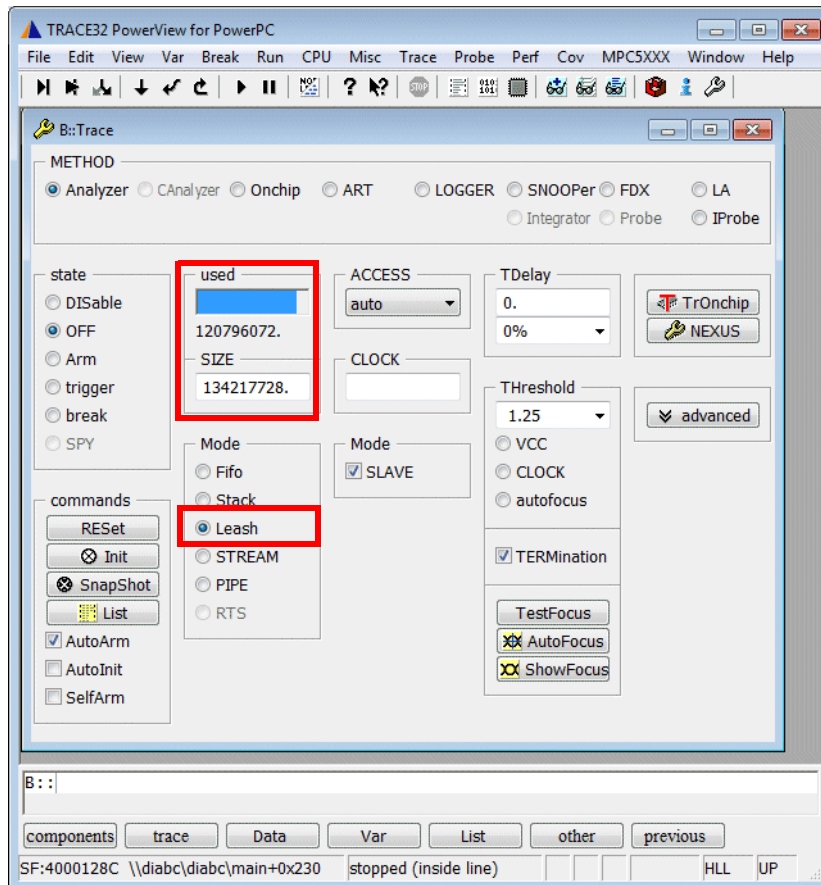 TRACE32 PowerView for PowerPC
File Edit View Var Break Run CPU Misc Trace Probe Perf Cov MPC5XXX Window Help
NOP
STOP
010
101
B::Trace
METHOD
Analyzer CAnalyzer Onchip ART LOGGER SNOOPer FDX LA
Integrator Probe IProbe
state
DISable
OFF
Arm
trigger
break
SPY
used
120796072.
SIZE
134217728.
ACCESS
auto
CLOCK
TDelay
0.
0%
TrOnchip
NEXUS
THreshold
1.25
VCC
CLOCK
autofocus
advanced
Mode
Fifo
Stack
Leash
STREAM
PIPE
RTS
Mode
SLAVE
commands
RESet
Init
SnapShot
List
AutoArm
AutoInit
SelfArm
TERMination
TestFocus
AutoFocus
ShowFocus
B::
components trace Data Var List other previous
SF:4000128C \\diabc\diabc\main+0x230 stopped (inside line) HLL UP